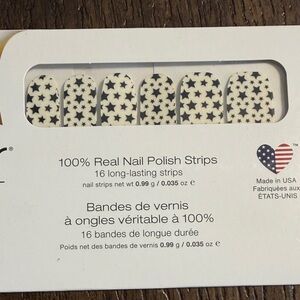 100% Real Nail Polish Strips
16 long-lasting strips
nail strips net wt 0.99 g / 0.035 oz ℮
Bandes de vernis
à ongles véritable à 100%
16 bandes de longue durée
Poids net des bandes de vernis 0.99 g / 0.035 oz ℮
™
Made in USA
Fabriquées aux
ÉTATS-UNIS